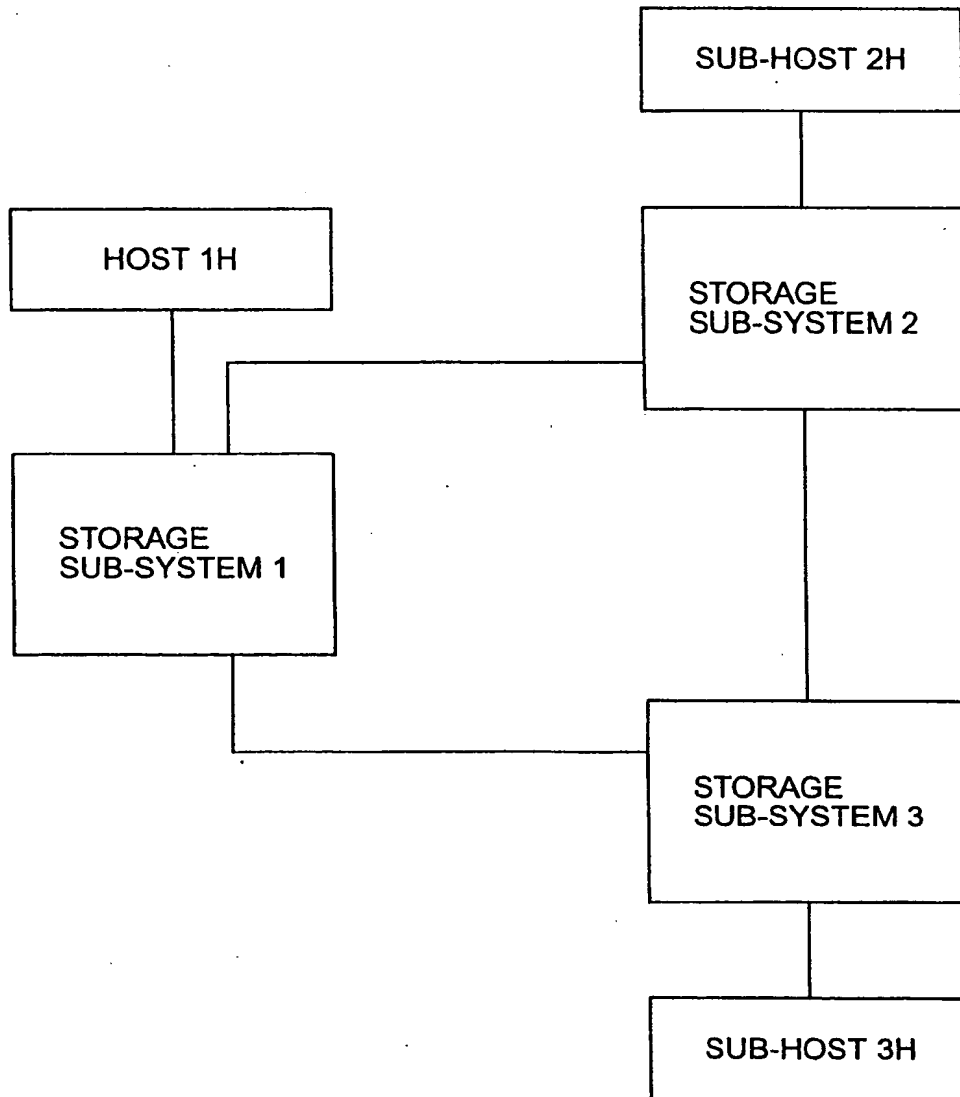 SUB-HOST 2H
HOST 1H
STORAGE
SUB-SYSTEM 2
STORAGE
SUB-SYSTEM 1
STORAGE
SUB-SYSTEM 3
SUB-HOST 3H